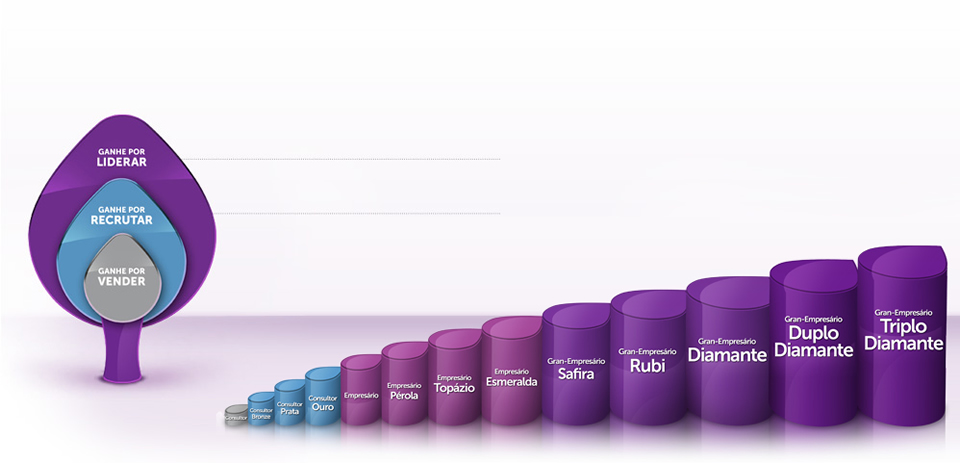 GANHE POR
LIDERAR
GANHE POR
RECRUTAR
GANHE POR
VENDER
Consultor
Consultor
Bronze
Consultor
Prata
Consultor
Ouro
Empresário
Empresário
Pérola
Empresário
Topázio
Empresário
Esmeralda
Gran-Empresário
Safira
Gran-Empresário
Rubi
Gran-Empresário
Diamante
Gran-Empresário
Duplo
Diamante
Gran-Empresário
Triplo
Diamante